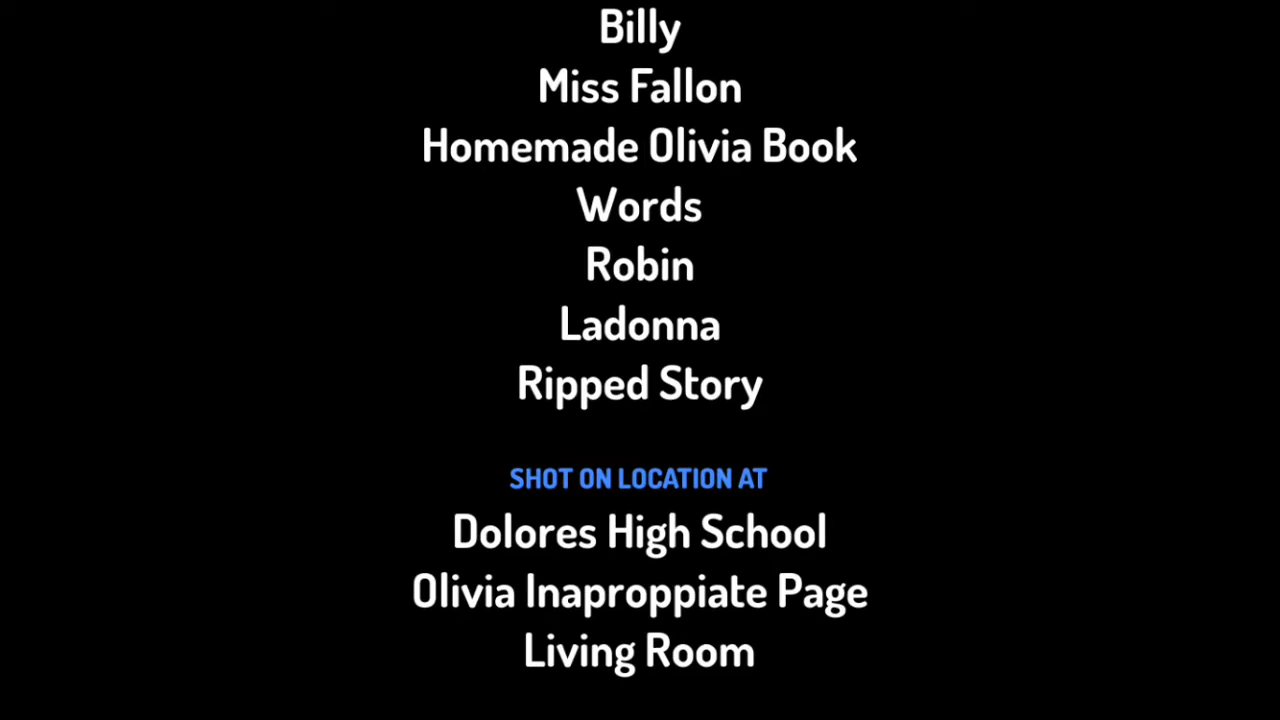 Billy
Miss Fallon
Homemade Olivia Book
Words
Robin
Ladonna
Ripped Story
SHOT ON LOCATION AT
Dolores High School
Olivia Inaproppiate Page
Living Room